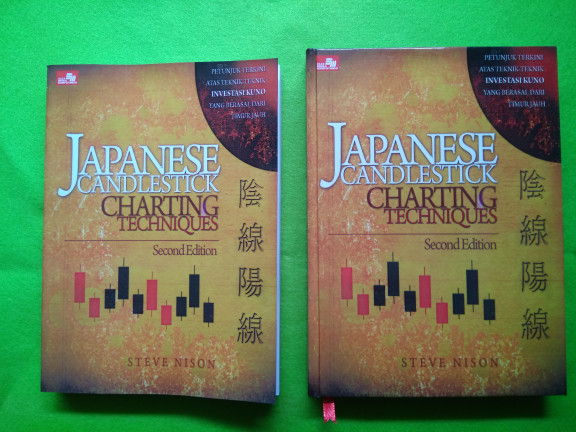 PETUNJUK TERKINI
ATAS TEKNIK-TEKNIK
INVESTASI KUNO
YANG BERASAL DARI
TIMUR JAUH
JAPANESE
CANDLESTICK
CHARTING
TECHNIQUES
Second Edition
陰線陽線
STEVE NISON
PETUNJUK TERKINI
ATAS TEKNIK-TEKNIK
INVESTASI KUNO
YANG BERASAL DARI
TIMUR JAUH
JAPANESE
CANDLESTICK
CHARTING
TECHNIQUES
Second Edition
陰線陽線
STEVE NISON